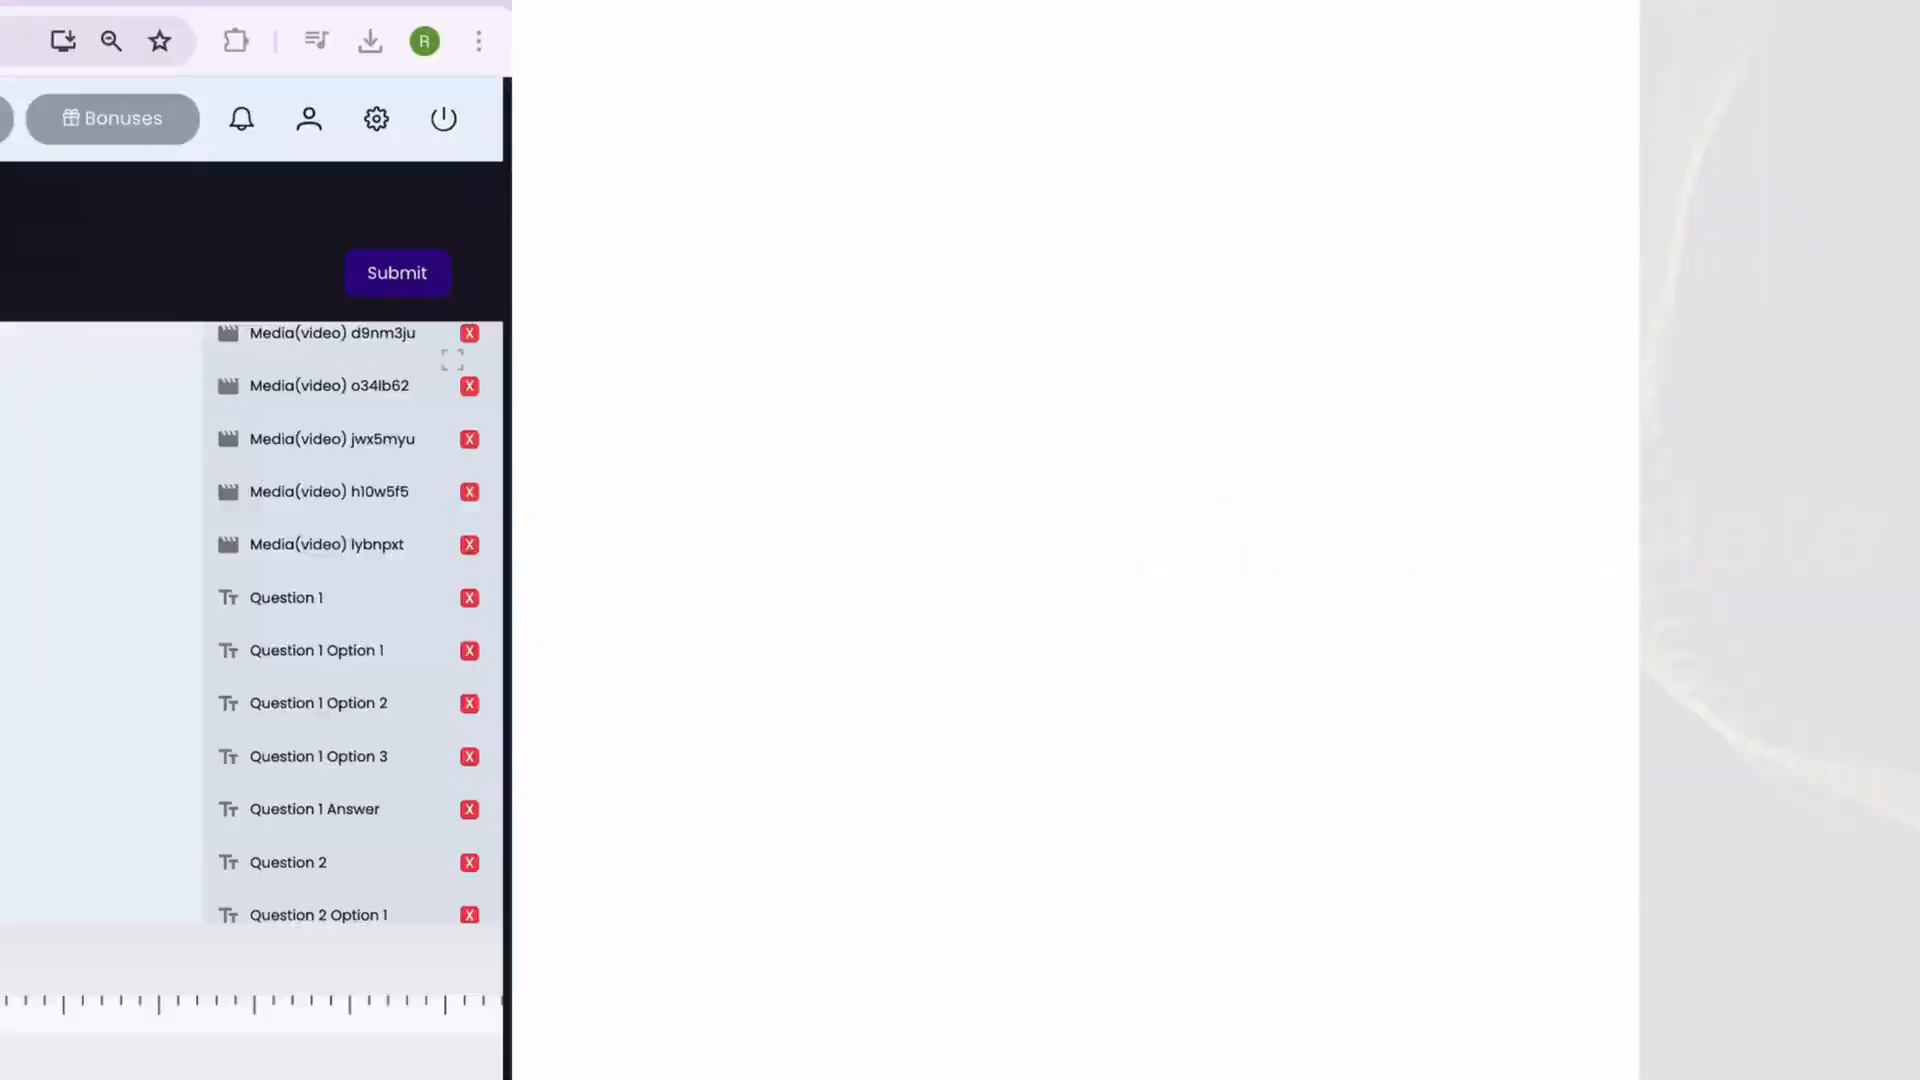 R
Bonuses
Submit
Media(video) d9nm3ju X
Media(video) o34lb62 X
Media(video) jwx5myu X
Media(video) h10w5f5 X
Media(video) lybnpxt X
Question 1 X
Question 1 Option 1 X
Question 1 Option 2 X
Question 1 Option 3 X
Question 1 Answer X
Question 2 X
Question 2 Option 1 X